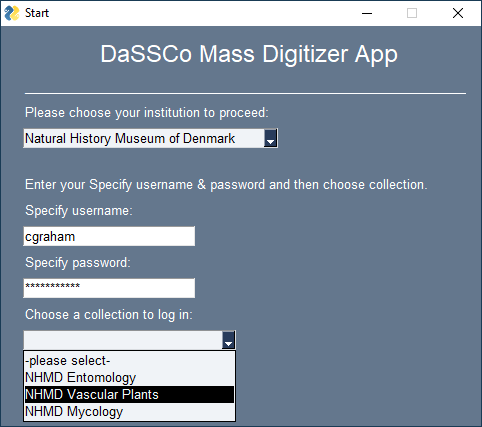 Start
DaSSCo Mass Digitizer App
Please choose your institution to proceed:
Natural History Museum of Denmark
Enter your Specify username & password and then choose collection.
Specify username:
cgraham
Specify password:
***********
Choose a collection to log in:
-please select-
NHMD Entomology
NHMD Vascular Plants
NHMD Mycology